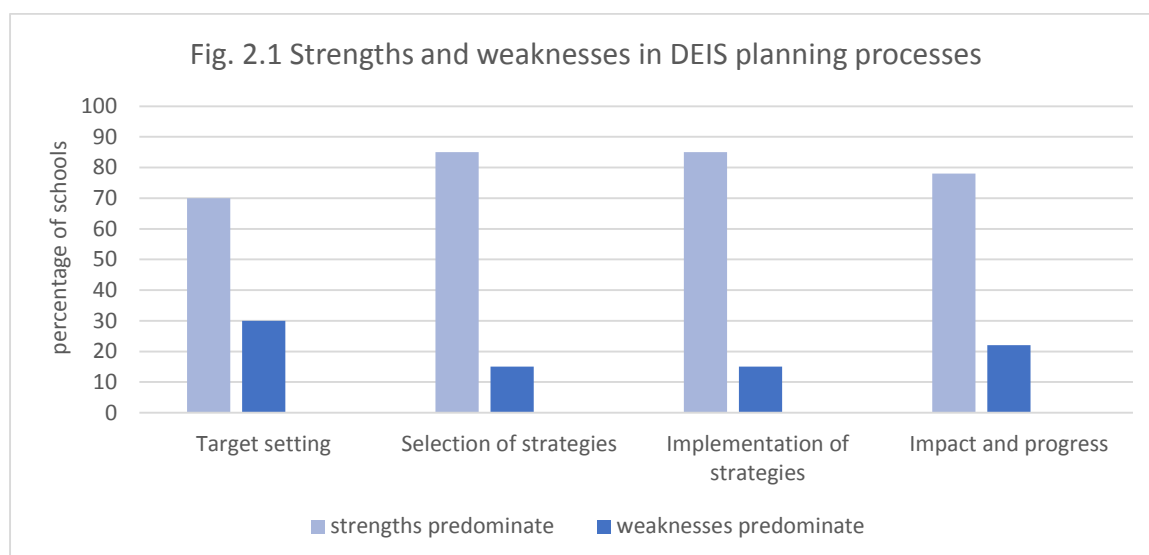 Fig. 2.1 Strengths and weaknesses in DEIS planning processes
percentage of schools
100
90
80
70
60
50
40
30
20
10
0
Target setting
Selection of strategies
Implementation of
strategies
Impact and progress
strengths predominate
weaknesses predominate